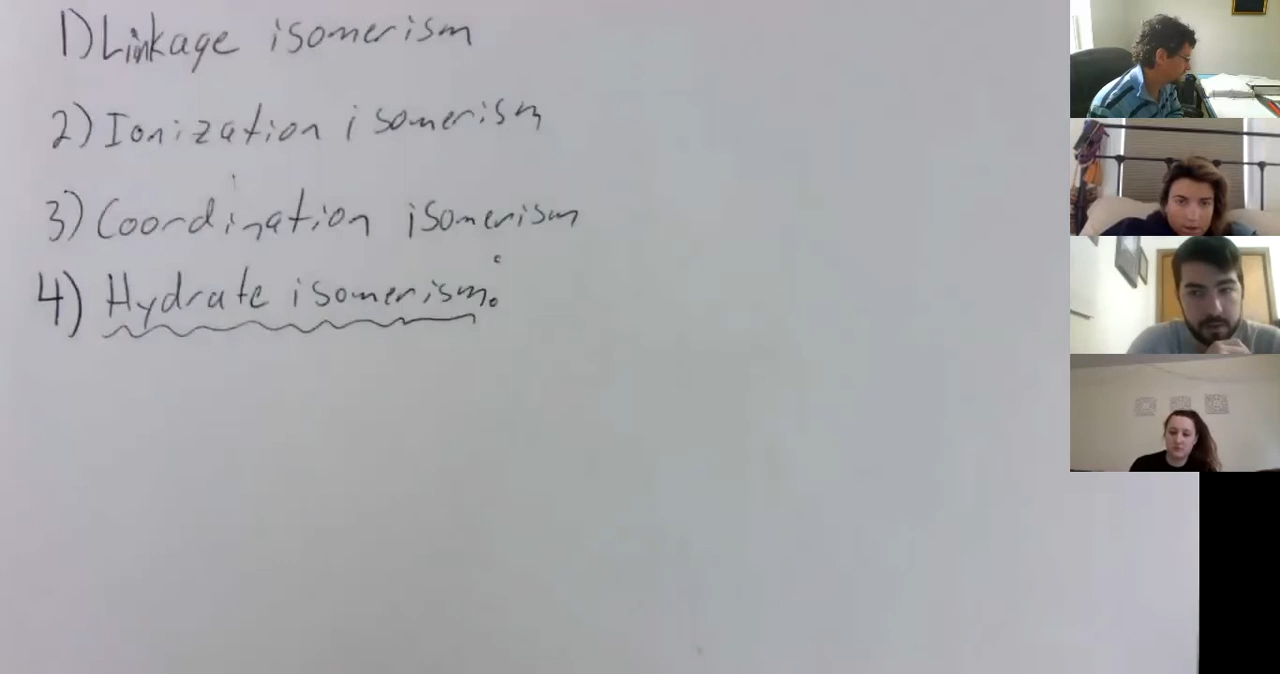 1) Linkage isomerism
2) Ionization isomerism
3) Coordination isomerism
4) Hydrate isomerism.